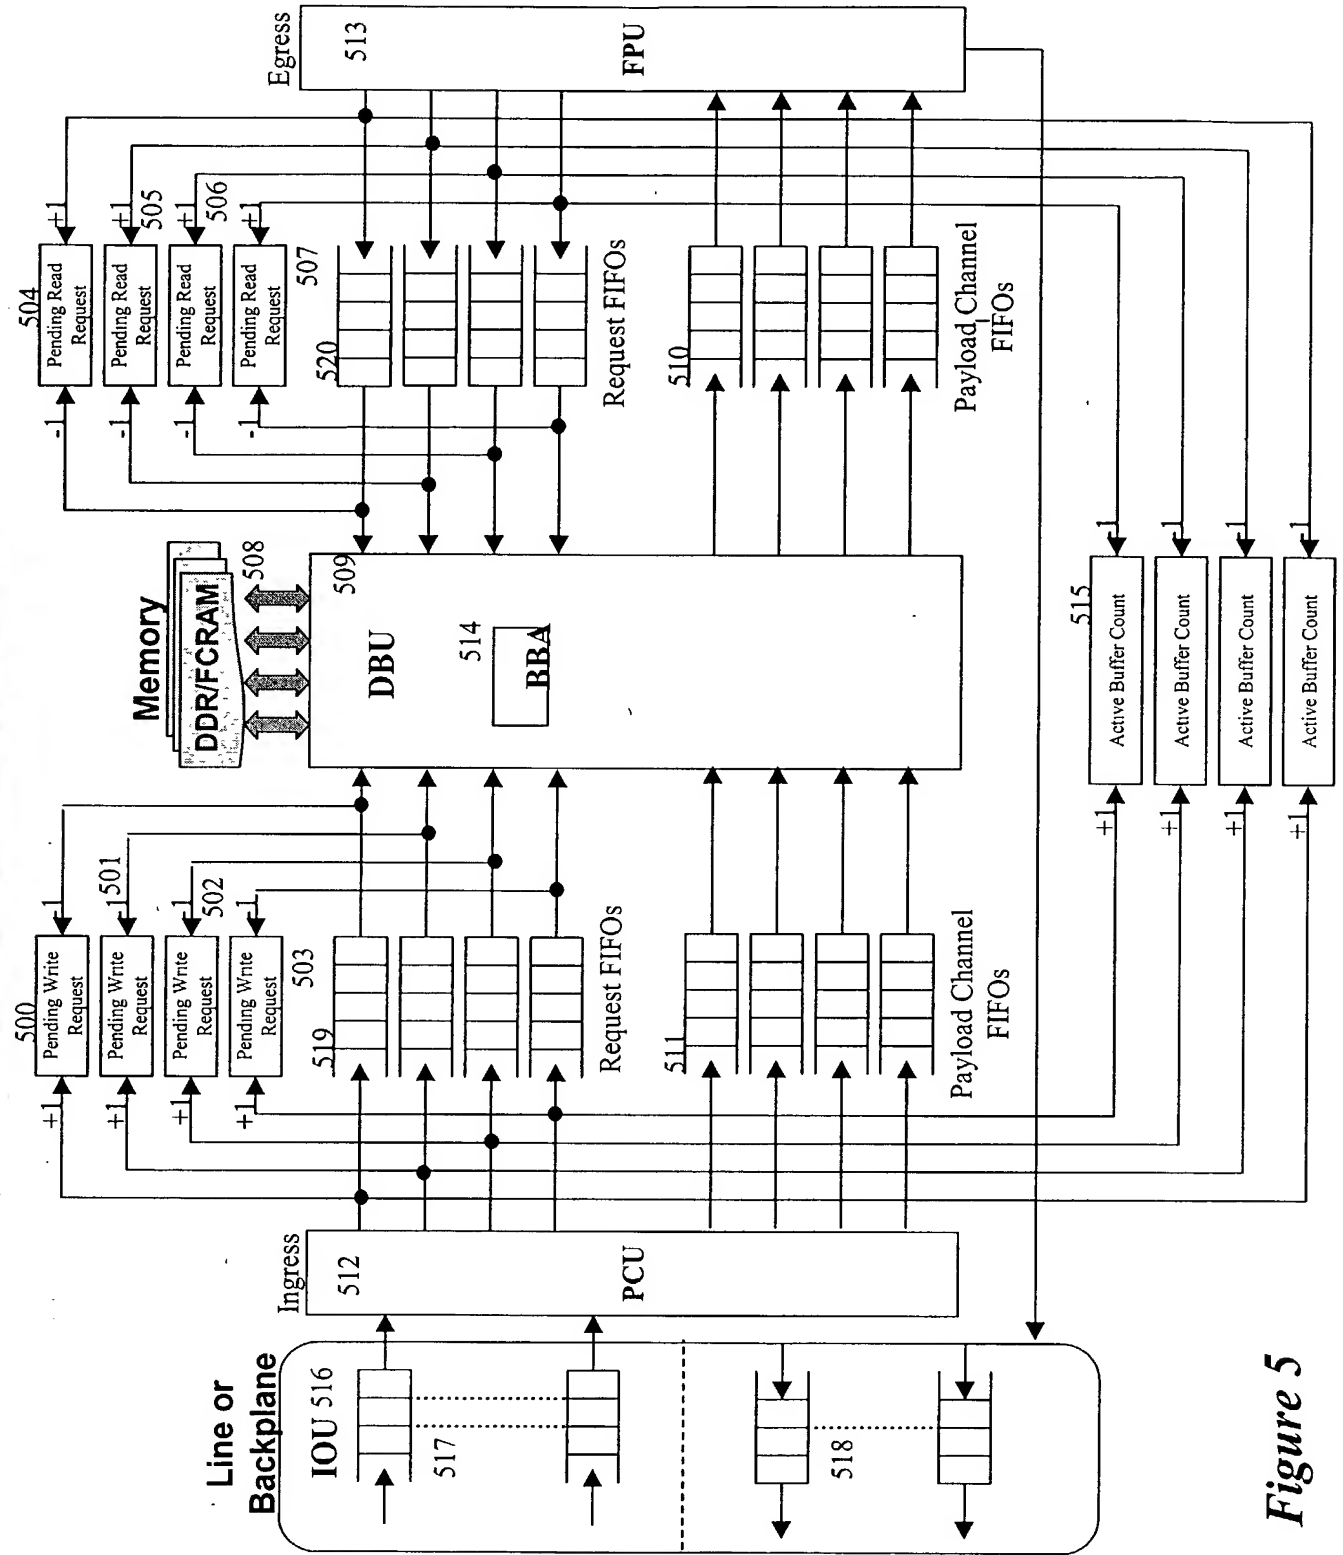 Line or
Backplane
IOU 516
517
518
Ingress
512
PCU
500
Pending Write
Request
501
Pending Write
Request
502
Pending Write
Request
503
Pending Write
Request
+1
+1
+1
+1
-1
-1
-1
-1
519
Request FIFOs
511
Payload Channel
FIFOs
Memory
DDR/FCRAM
508
509
DBU
514
BBA
504
Pending Read
Request
505
Pending Read
Request
506
Pending Read
Request
507
Pending Read
Request
-1
-1
-1
-1
+1
+1
+1
+1
520
Request FIFOs
510
Payload Channel
FIFOs
Egress
513
FPU
515
+1
Active Buffer Count
-1
+1
Active Buffer Count
-1
+1
Active Buffer Count
-1
+1
Active Buffer Count
-1
Figure 5